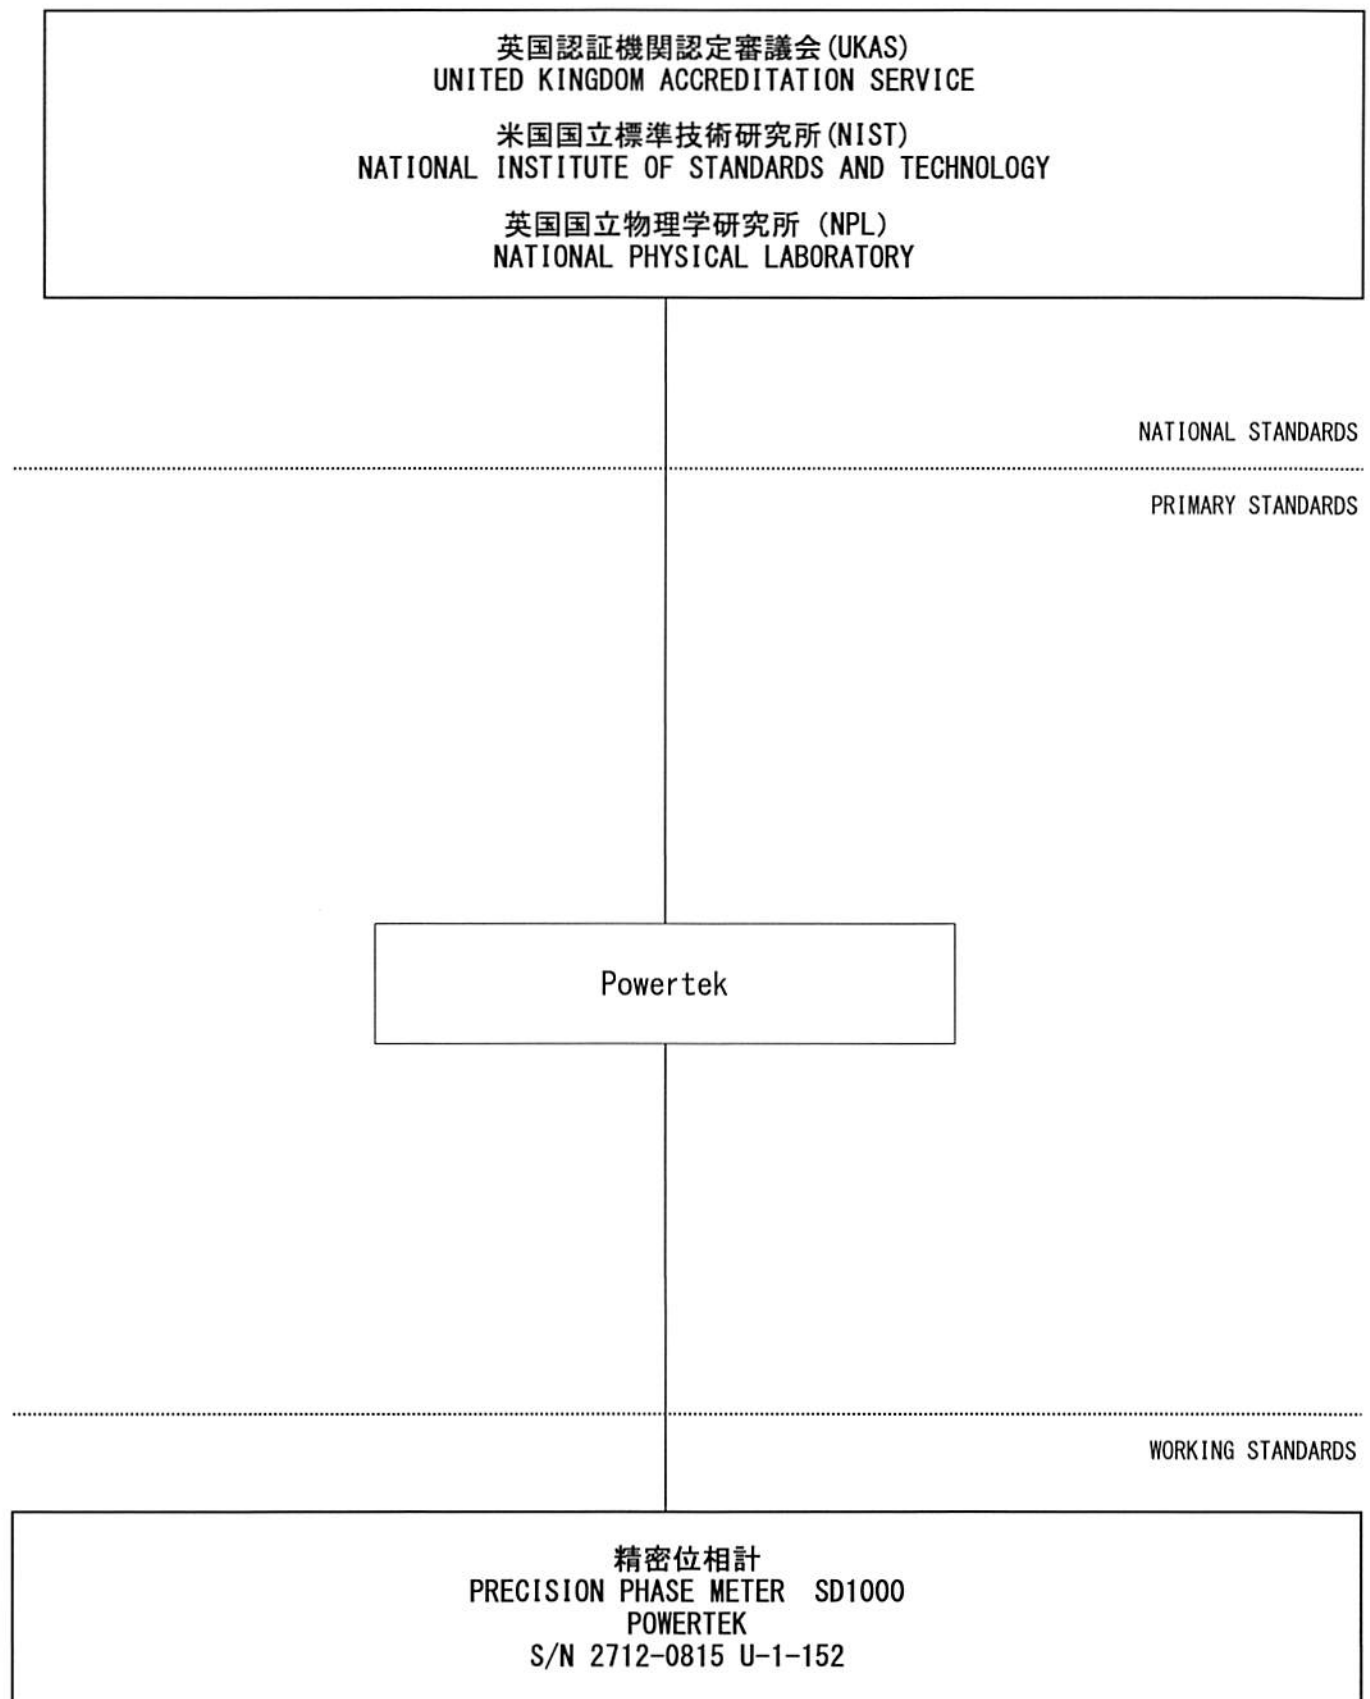 英国認証機関認定審議会(UKAS)
UNITED KINGDOM ACCREDITATION SERVICE
米国国立標準技術研究所(NIST)
NATIONAL INSTITUTE OF STANDARDS AND TECHNOLOGY
英国国立物理学研究所 (NPL)
NATIONAL PHYSICAL LABORATORY
NATIONAL STANDARDS
PRIMARY STANDARDS
Powertek
WORKING STANDARDS
精密位相計
PRECISION PHASE METER  SD1000
POWERTEK
S/N 2712-0815 U-1-152